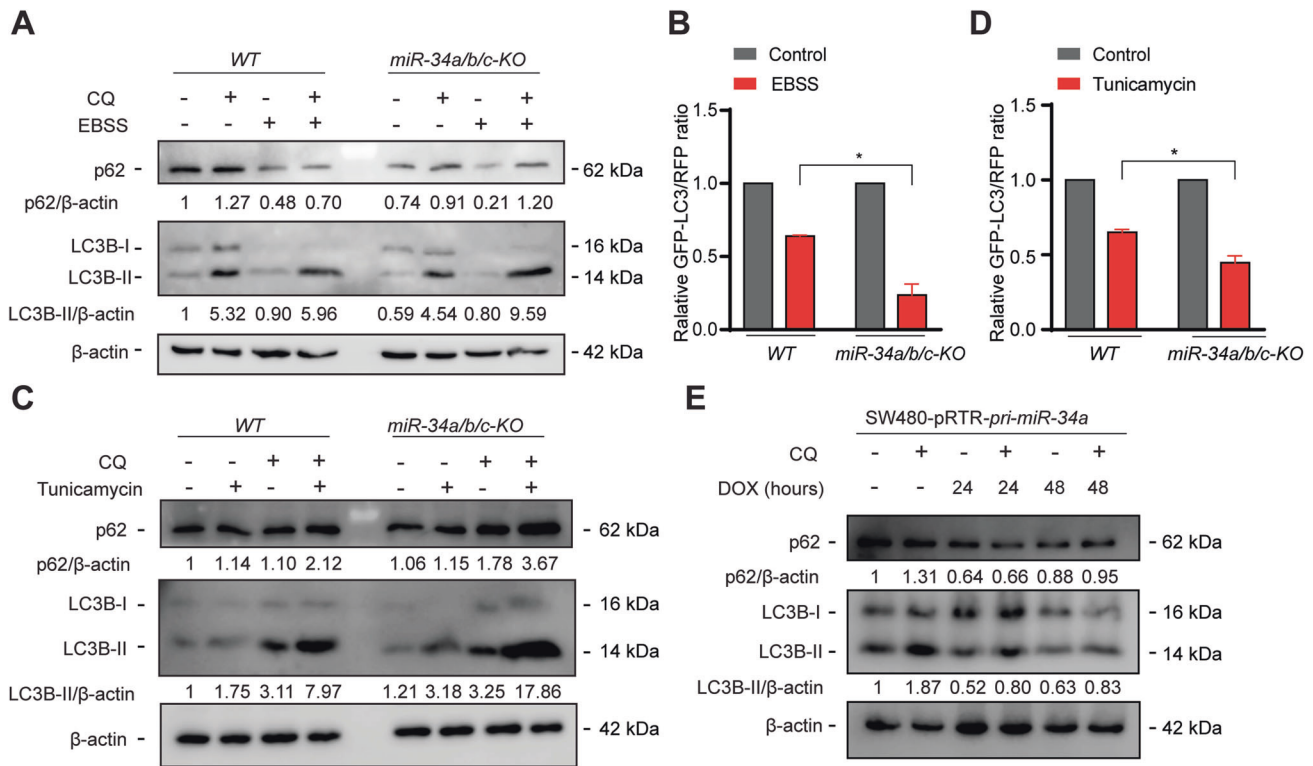 A
WT miR-34a/b/c-KO
CQ - + - + - + - +
EBSS - - + + - - + +
p62 - - 62 kDa
p62/β-actin 1 1.27 0.48 0.70 0.74 0.91 0.21 1.20
LC3B-I - - 16 kDa
LC3B-II - - 14 kDa
LC3B-II/β-actin 1 5.32 0.90 5.96 0.59 4.54 0.80 9.59
β-actin - - 42 kDa
B
Control
EBSS
Ralative GFP-LC3/RFP ratio
1.5
1.0
0.5
0.0
*
WT miR-34a/b/c-KO
D
Control
Tunicamycin
Ralative GFP-LC3/RFP ratio
1.5
1.0
0.5
0.0
*
WT miR-34a/b/c-KO
C
WT miR-34a/b/c-KO
CQ - - + + - - + +
Tunicamycin - + - + - + - +
p62 - - 62 kDa
p62/β-actin 1 1.14 1.10 2.12 1.06 1.15 1.78 3.67
LC3B-I - - 16 kDa
LC3B-II - - 14 kDa
LC3B-II/β-actin 1 1.75 3.11 7.97 1.21 3.18 3.25 17.86
β-actin - - 42 kDa
E
SW480-pRTR-pri-miR-34a
CQ - + - + - +
DOX (hours) - - 24 24 48 48
p62 - - 62 kDa
p62/β-actin 1 1.31 0.64 0.66 0.88 0.95
LC3B-I - - 16 kDa
LC3B-II - - 14 kDa
LC3B-II/β-actin 1 1.87 0.52 0.80 0.63 0.83
β-actin - - 42 kDa